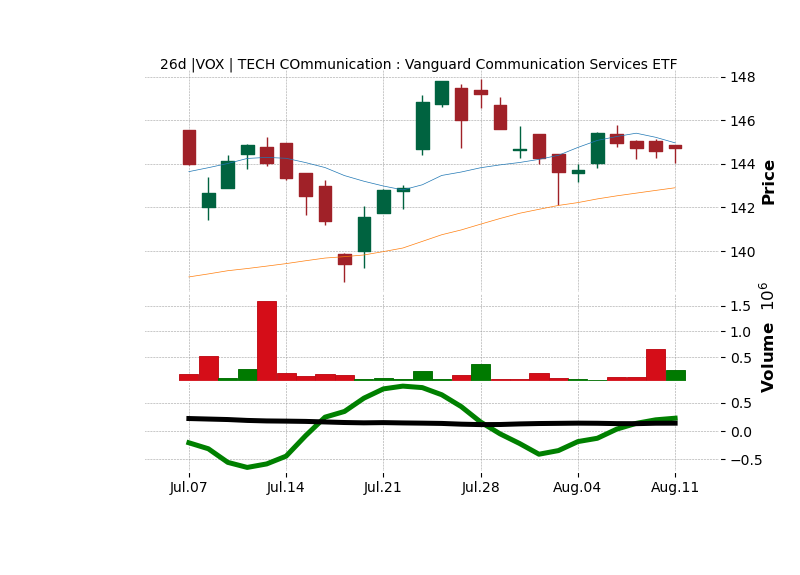 26d |VOX | TECH COmmunication : Vanguard Communication Services ETF
148
146
144
142
140
Price
1.5
1.0
0.5
Volume 10^6
0.5
0.0
−0.5
Jul.07 Jul.14 Jul.21 Jul.28 Aug.04 Aug.11